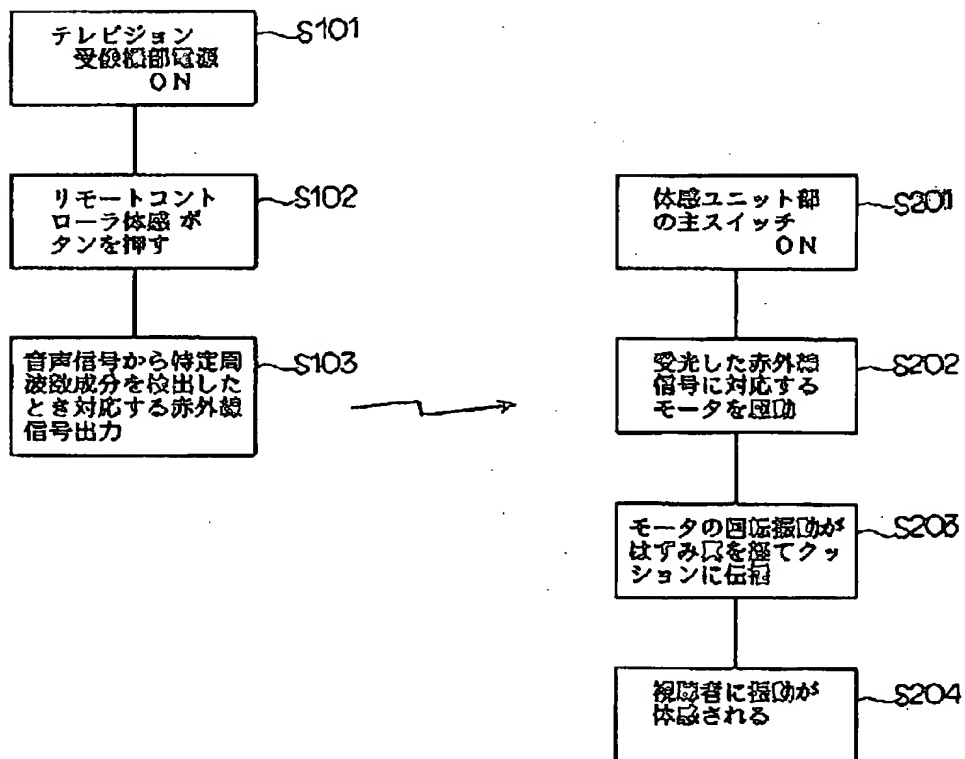 テレビジョン
受像機部電源
ON
S101
リモートコント
ローラ体感 ボ
タンを押す
S102
音声信号から特定周
波数成分を検出した
とき対応する赤外線
信号出力
S103
体感ユニット部
の主スイッチ
ON
S201
受光した赤外線
信号に対応する
モータを駆動
S202
モータの回転振動が
はずみ車を経てクッ
ションに伝播
S203
視聴者に振動が
体感される
S204